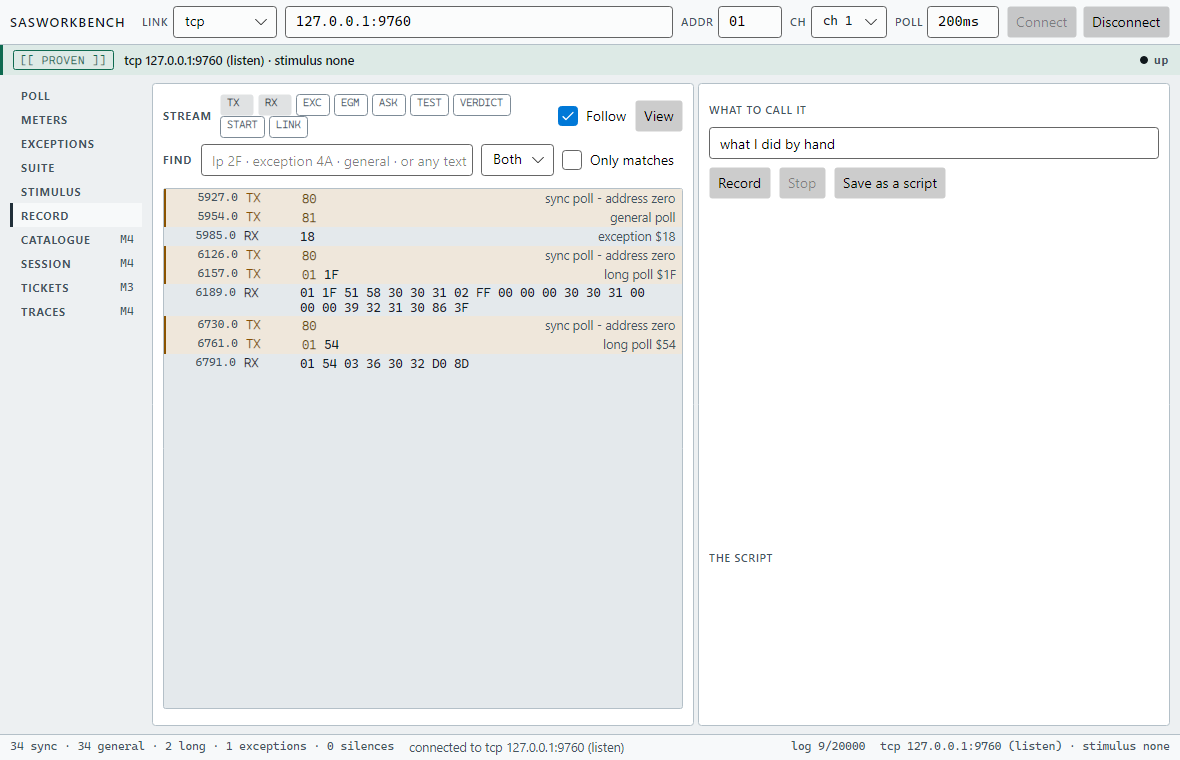 SASWORKBENCH LINK tcp 127.0.0.1:9760 ADDR 01 CH ch 1 POLL 200ms Connect Disconnect
[[ PROVEN ]] tcp 127.0.0.1:9760 (listen) · stimulus none ● up
POLL
METERS
EXCEPTIONS
SUITE
STIMULUS
RECORD
CATALOGUE M4
SESSION M4
TICKETS M3
TRACES M4
STREAM TX RX EXC EGM ASK TEST VERDICT
START LINK
Follow View
FIND lp 2F · exception 4A · general · or any text Both Only matches
5927.0 TX 80 sync poll - address zero
5954.0 TX 81 general poll
5985.0 RX 18 exception $18
6126.0 TX 80 sync poll - address zero
6157.0 TX 01 1F long poll $1F
6189.0 RX 01 1F 51 58 30 30 31 02 FF 00 00 00 30 30 31 00
00 00 39 32 31 30 86 3F
6730.0 TX 80 sync poll - address zero
6761.0 TX 01 54 long poll $54
6791.0 RX 01 54 03 36 30 32 D0 8D
WHAT TO CALL IT
what I did by hand
Record Stop Save as a script
THE SCRIPT
34 sync · 34 general · 2 long · 1 exceptions · 0 silences connected to tcp 127.0.0.1:9760 (listen) log 9/20000 tcp 127.0.0.1:9760 (listen) · stimulus none